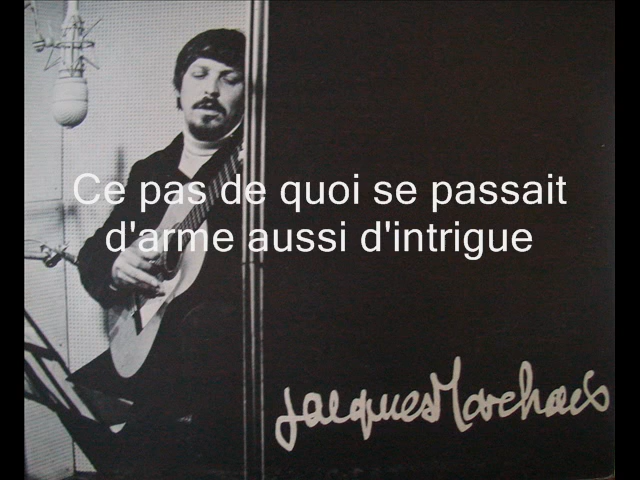 Ce pas de quoi se passait
d'arme aussi d'intrigue
Jacques Marchais